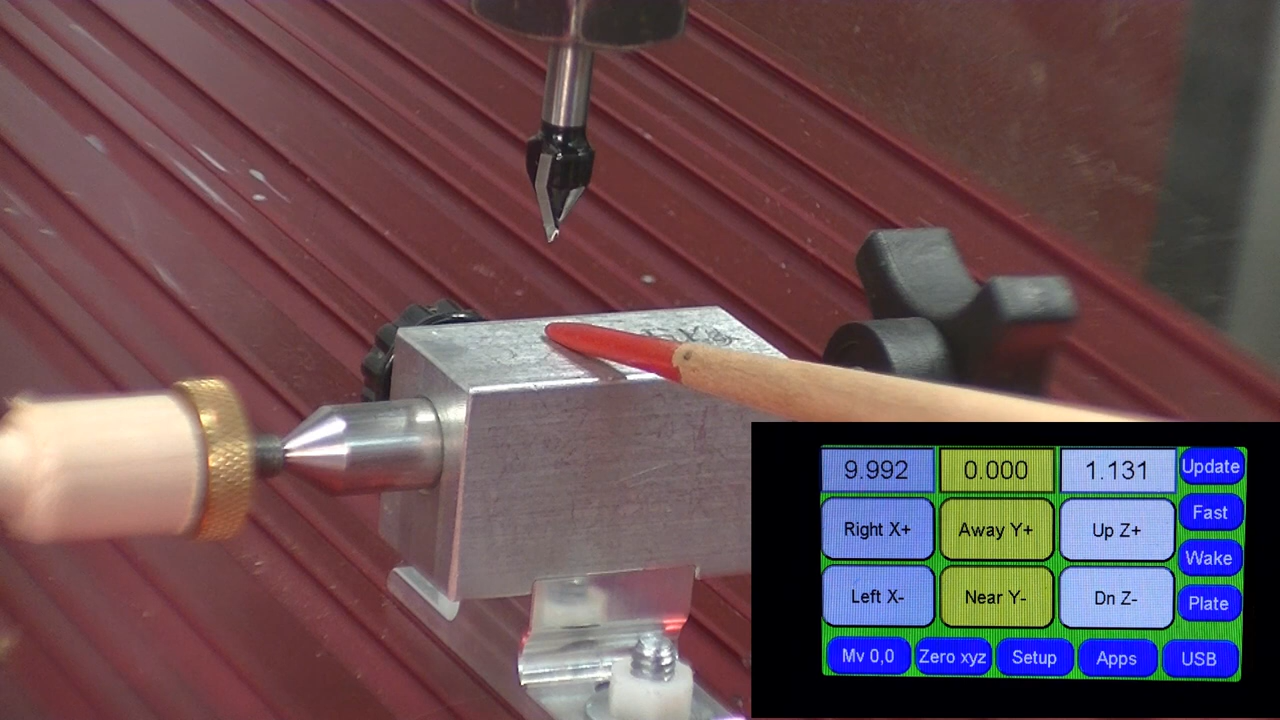 9.992 0.000 1.131 Update
Right X+ Away Y+ Up Z+ Fast
Wake
Left X- Near Y- Dn Z- Plate
Mv 0,0 Zero xyz Setup Apps USB